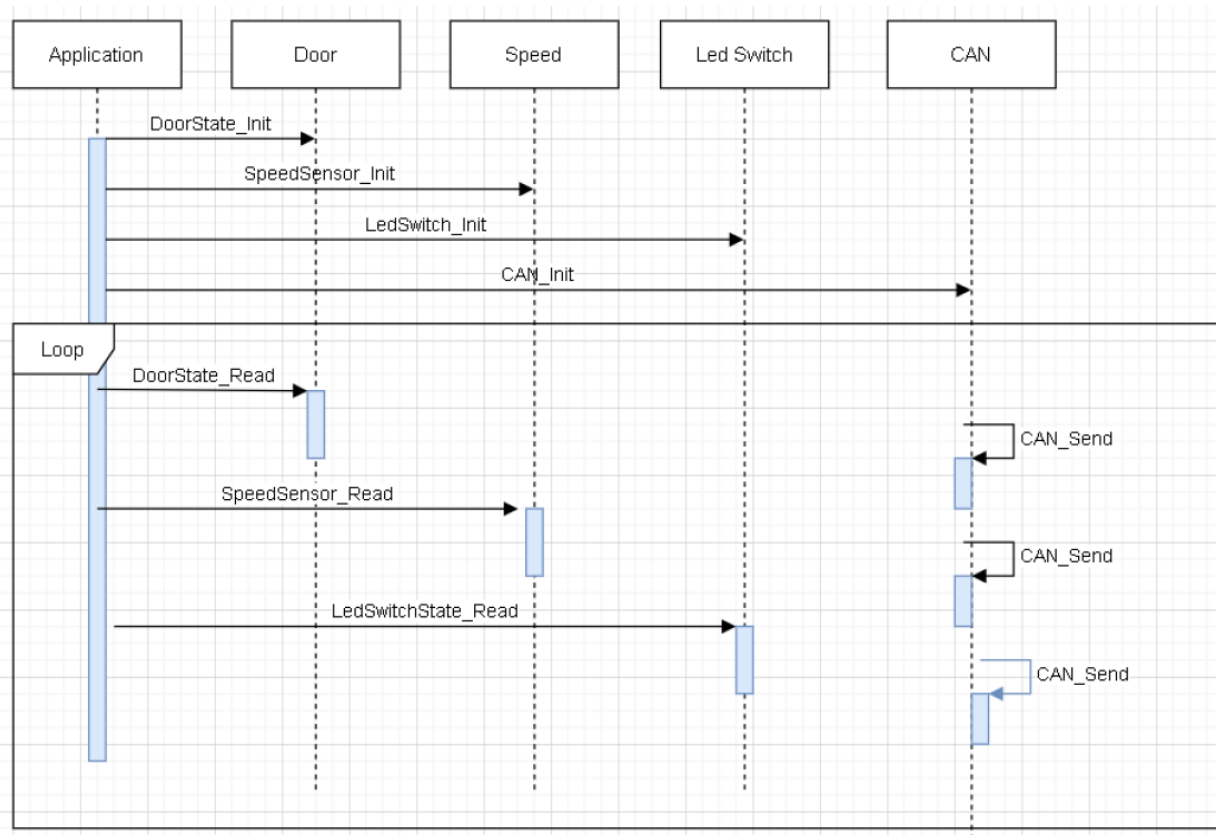 Application
Door
Speed
Led Switch
CAN
DoorState_Init
SpeedSensor_Init
LedSwitch_Init
CAN_Init
Loop
DoorState_Read
CAN_Send
SpeedSensor_Read
CAN_Send
LedSwitchState_Read
CAN_Send